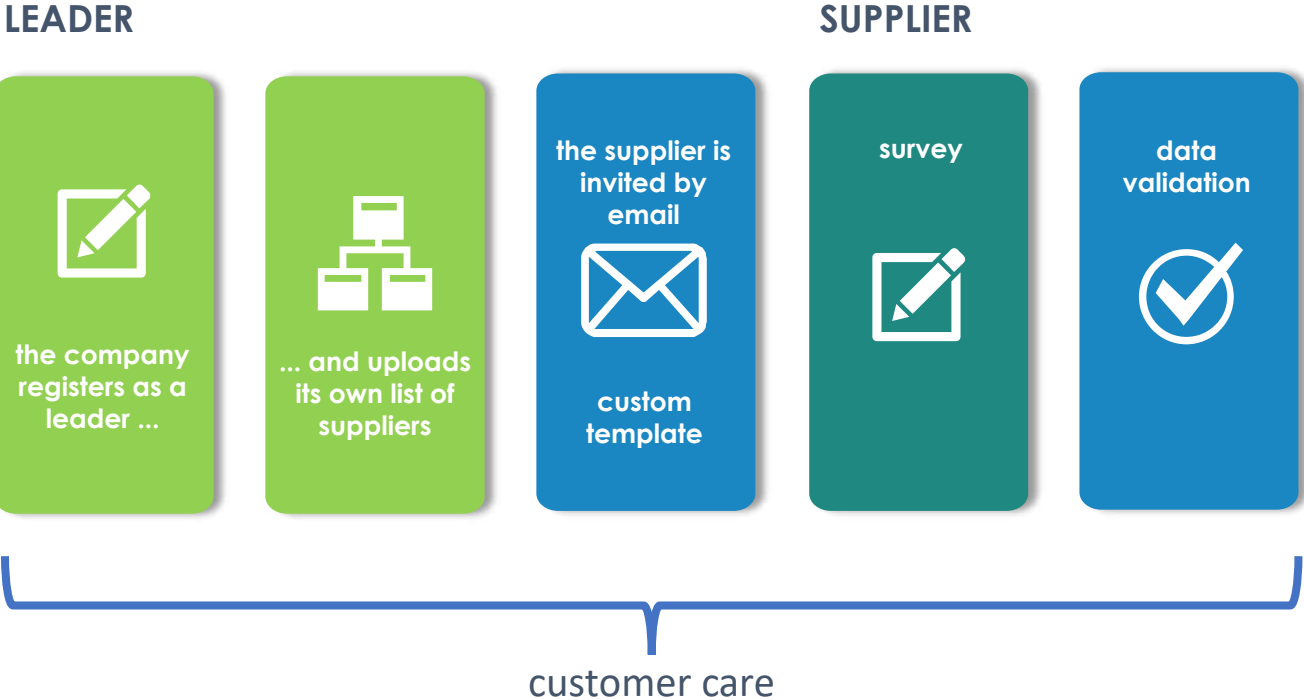 LEADER
SUPPLIER
the company
registers as a
leader ...
... and uploads
its own list of
suppliers
the supplier is
invited by
email
custom
template
survey
data
validation
customer care